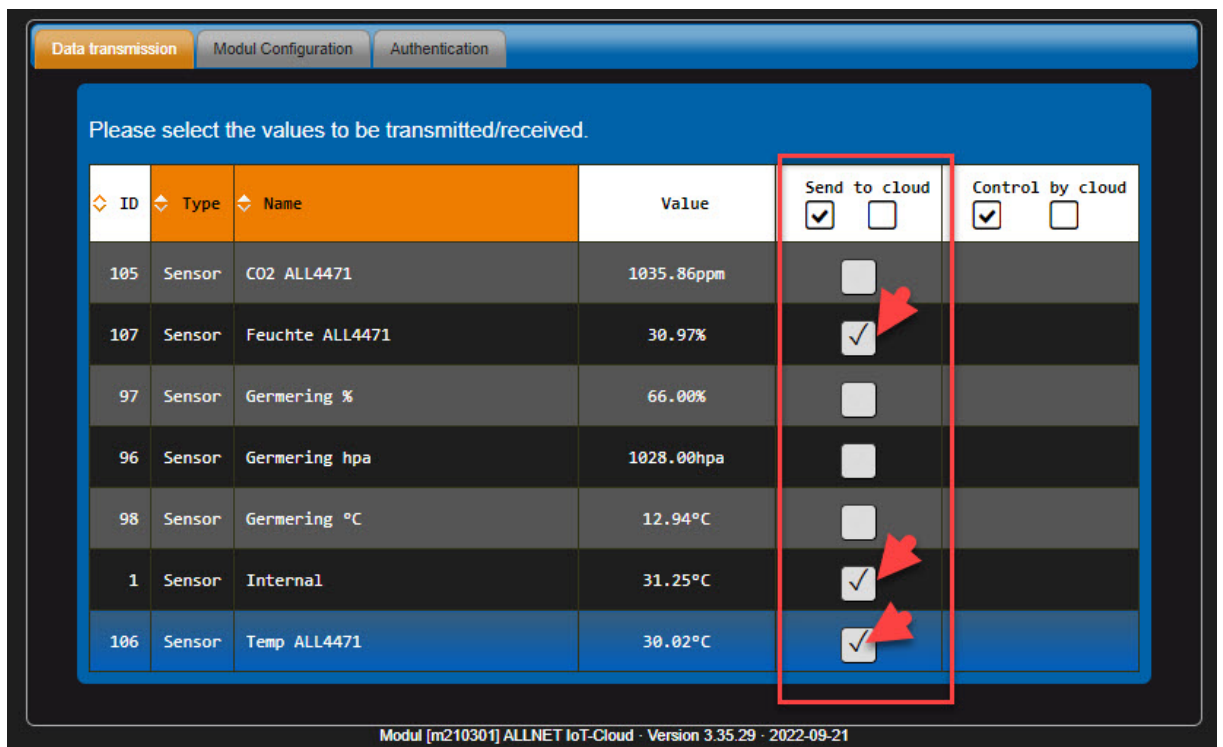 Data transmission Modul Configuration Authentication
Please select the values to be transmitted/received.
ID Type Name Value Send to cloud Control by cloud
105 Sensor CO2 ALL4471 1035.86ppm
107 Sensor Feuchte ALL4471 30.97%
97 Sensor Germering % 66.00%
96 Sensor Germering hpa 1028.00hpa
98 Sensor Germering °C 12.94°C
1 Sensor Internal 31.25°C
106 Sensor Temp ALL4471 30.02°C
Modul [m210301] ALLNET IoT-Cloud · Version 3.35.29 · 2022-09-21